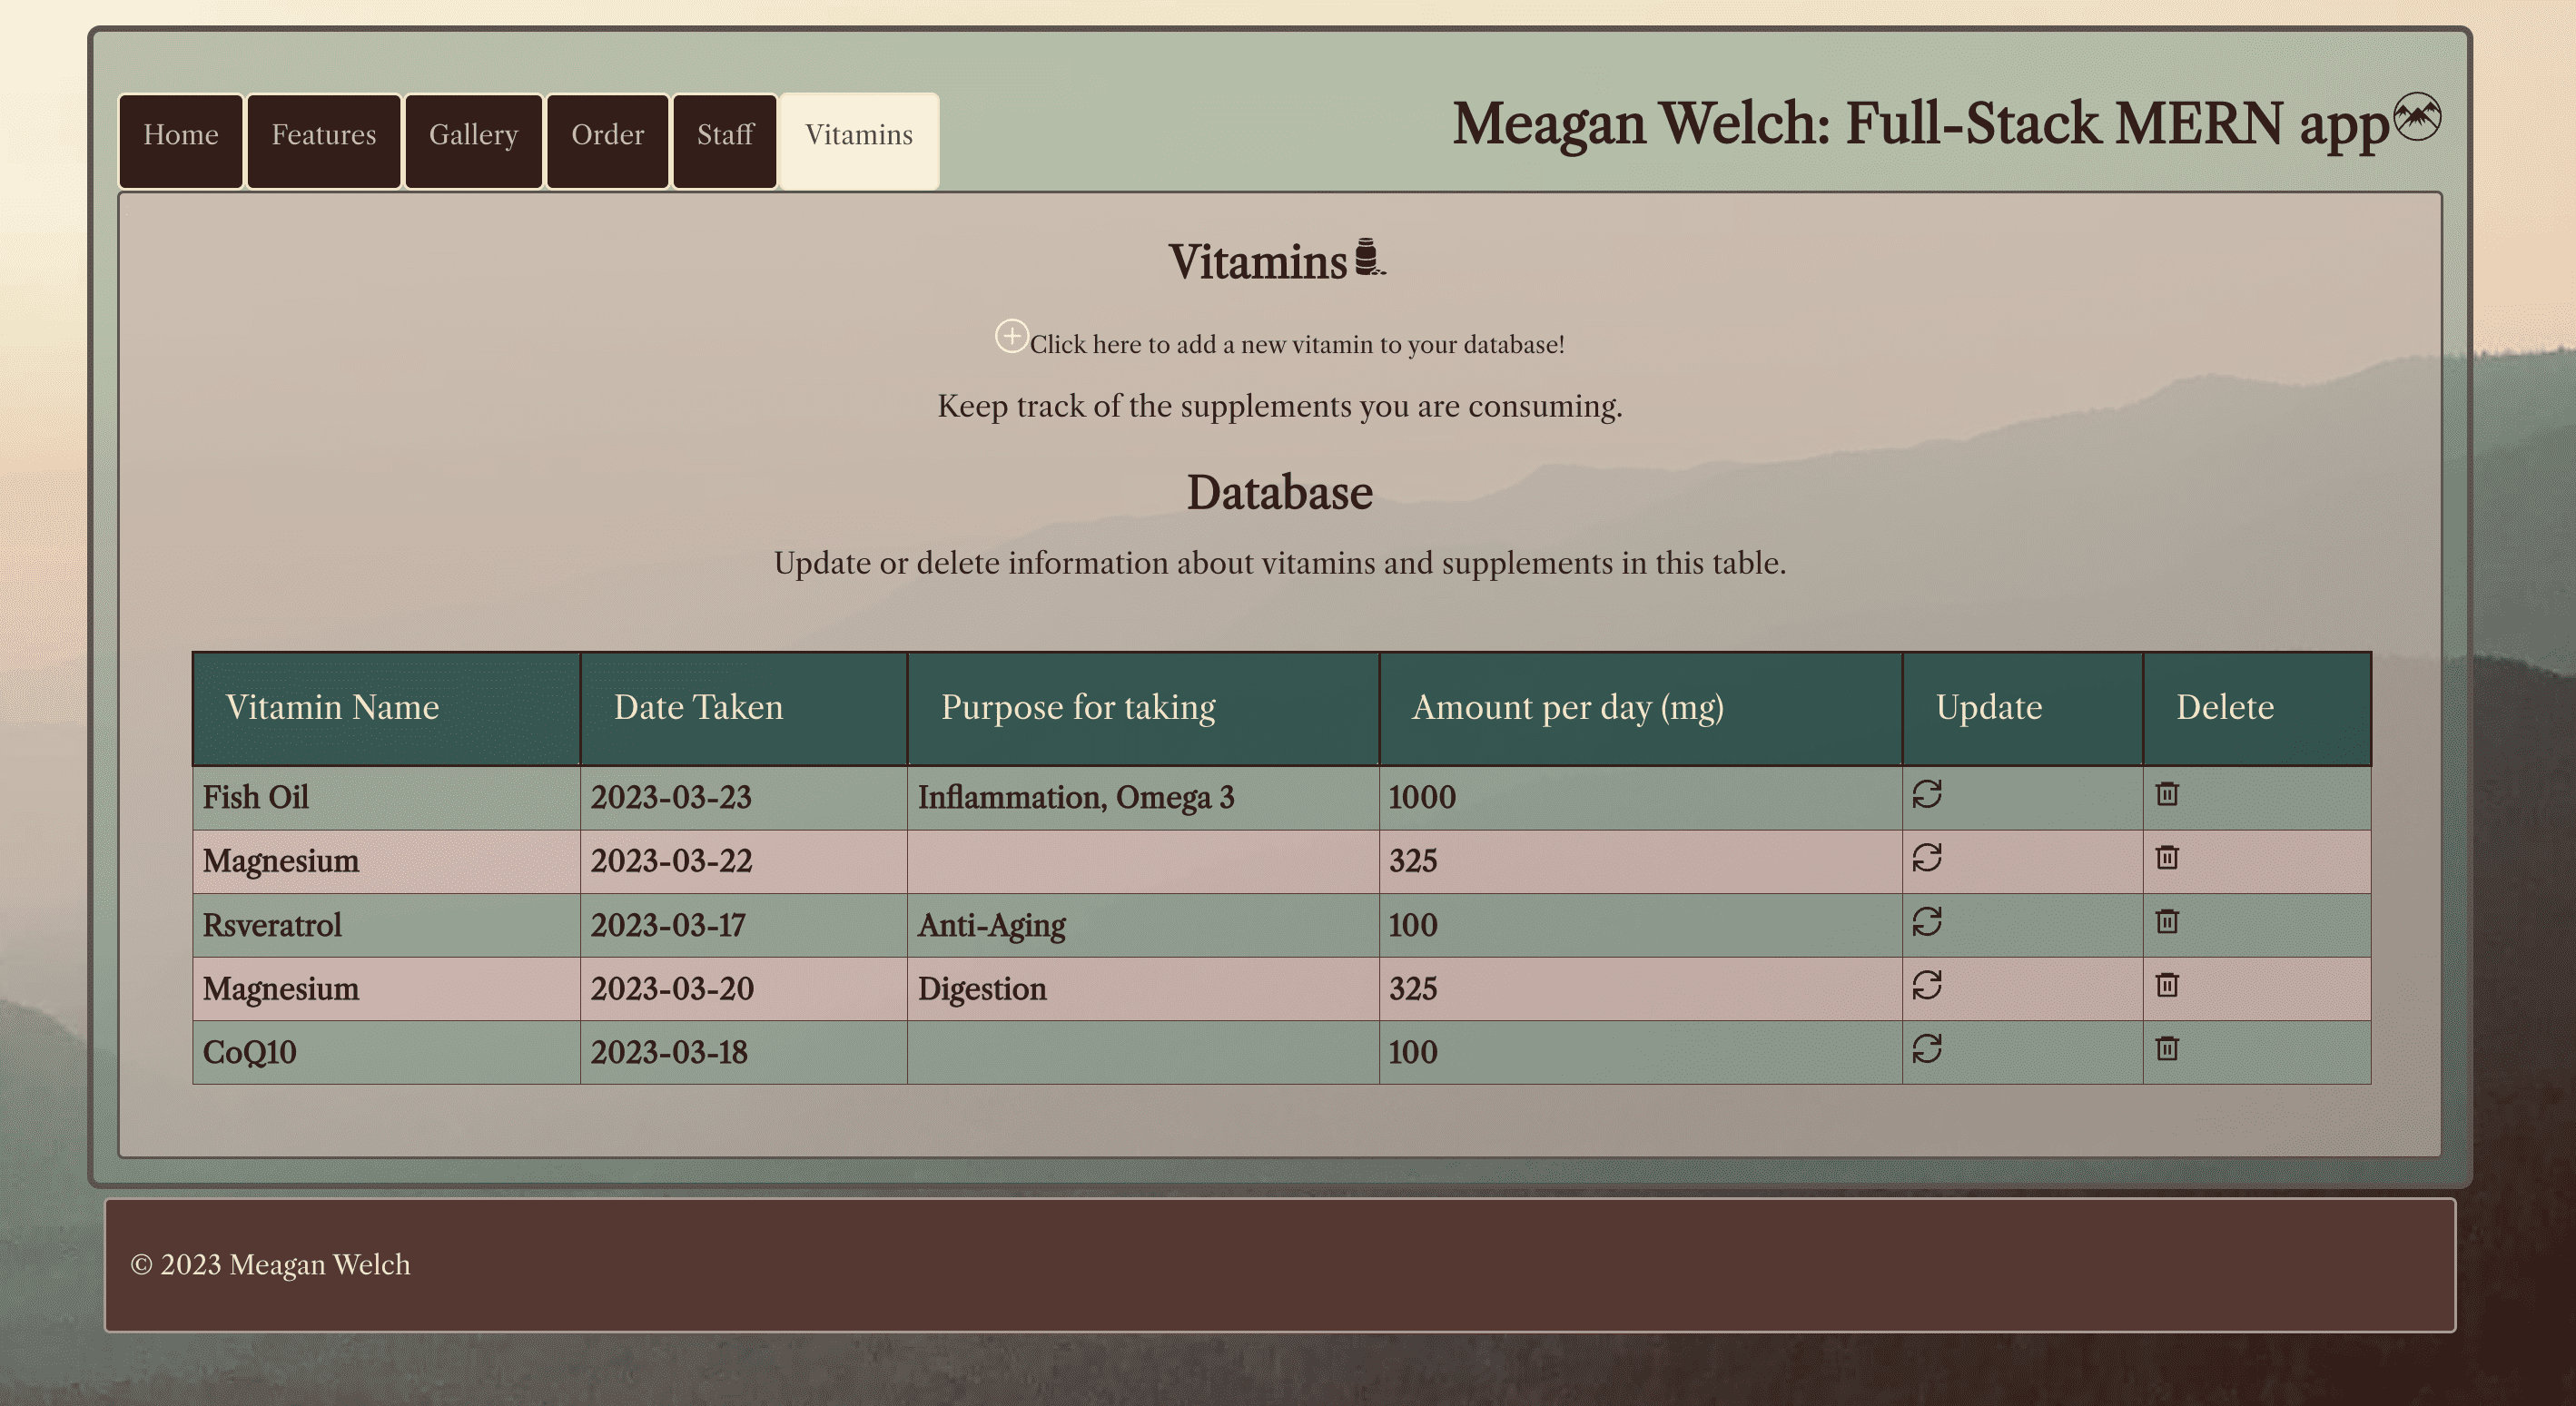 Home Features Gallery Order Staff Vitamins
Meagan Welch: Full-Stack MERN app
Vitamins
Click here to add a new vitamin to your database!
Keep track of the supplements you are consuming.
Database
Update or delete information about vitamins and supplements in this table.
Vitamin Name Date Taken Purpose for taking Amount per day (mg) Update Delete
Fish Oil 2023-03-23 Inflammation, Omega 3 1000
Magnesium 2023-03-22 325
Rsveratrol 2023-03-17 Anti-Aging 100
Magnesium 2023-03-20 Digestion 325
CoQ10 2023-03-18 100
© 2023 Meagan Welch